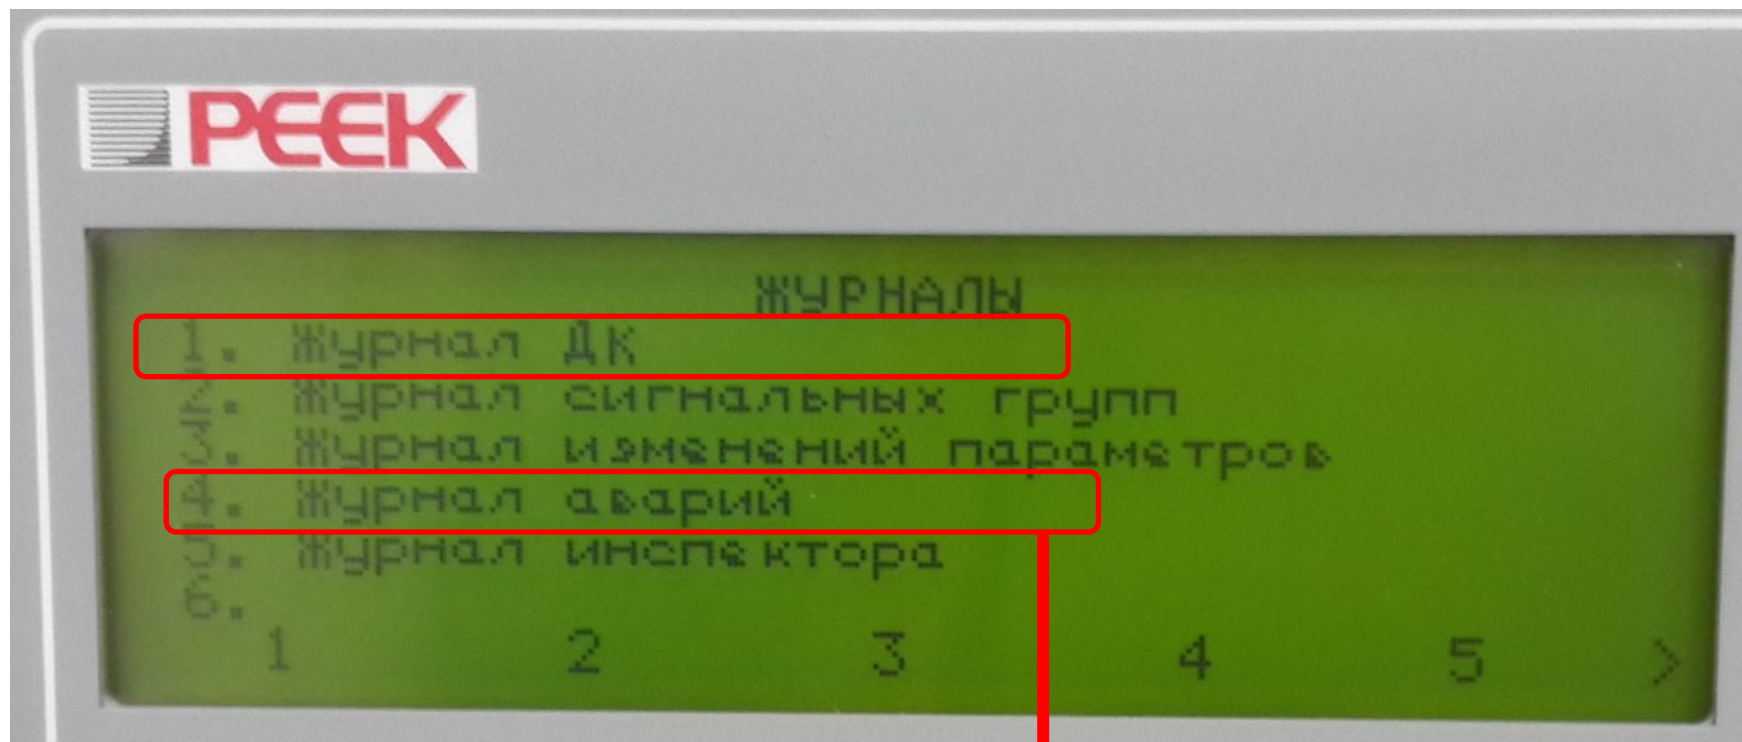 PEEK
ЖУРНАЛЫ
1. Журнал ДК
2. Журнал сигнальных групп
3. Журнал изменений параметров
4. Журнал аварий
5. Журнал инспектора
6.
1 2 3 4 5 >